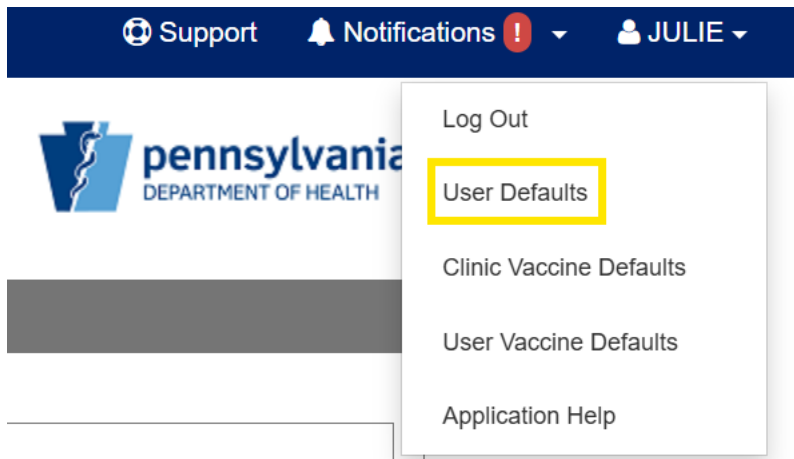 Support Notifications ! JULIE
pennsylvania
DEPARTMENT OF HEALTH
Log Out
User Defaults
Clinic Vaccine Defaults
User Vaccine Defaults
Application Help